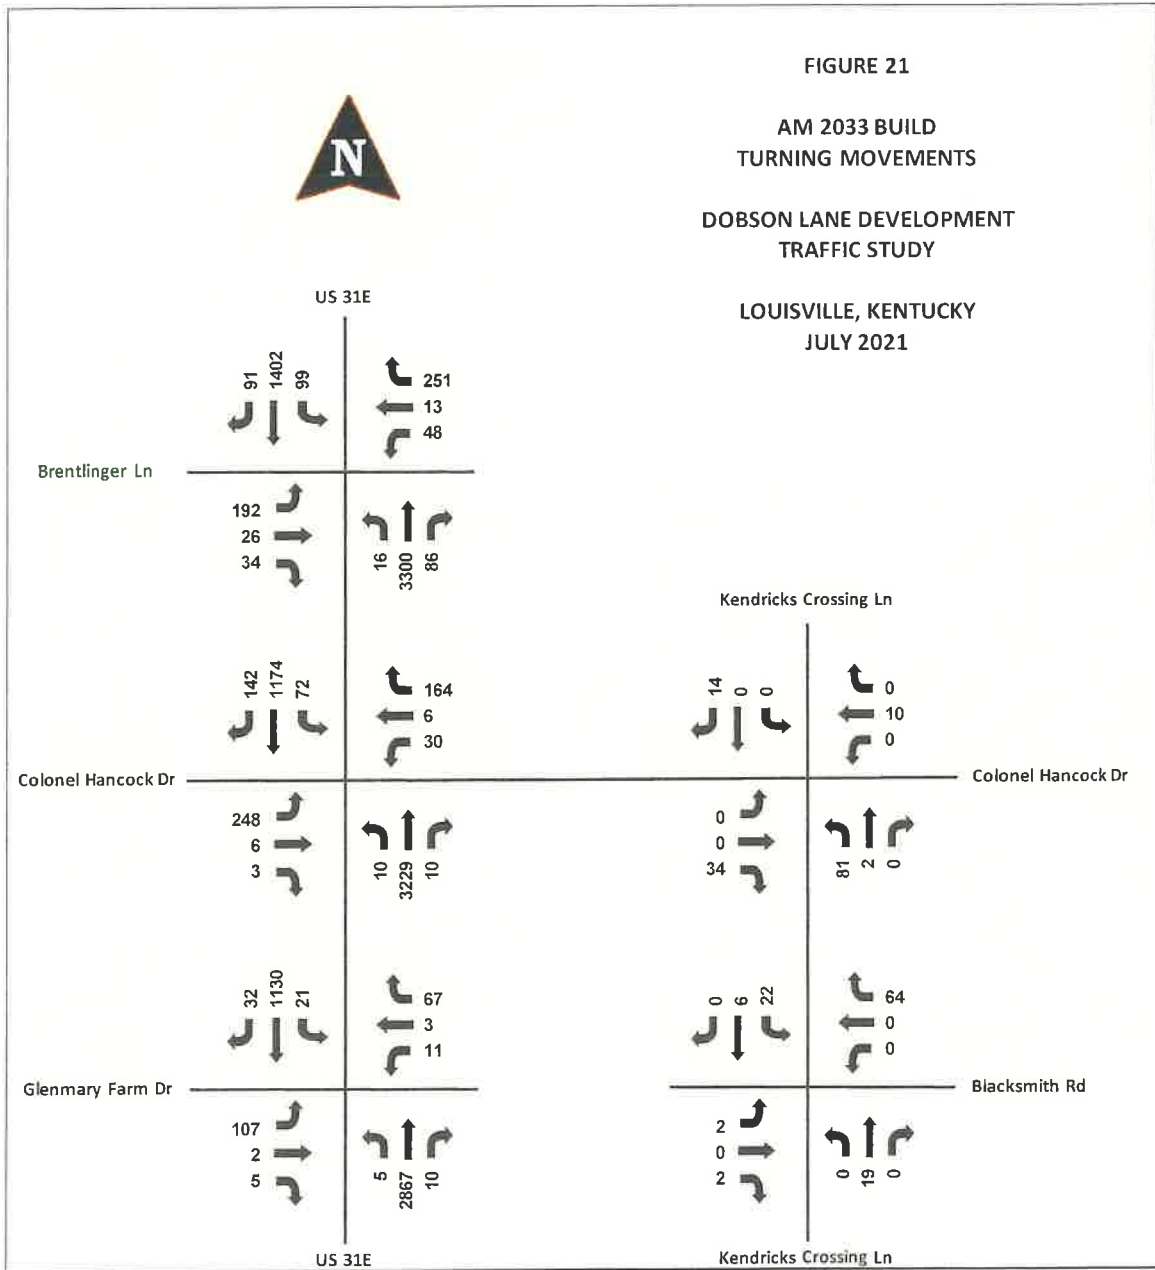 FIGURE 21
AM 2033 BUILD
TURNING MOVEMENTS
DOBSON LANE DEVELOPMENT
TRAFFIC STUDY
LOUISVILLE, KENTUCKY
JULY 2021
N
US 31E
91 1402 99
251
13
48
Brentlinger Ln
192
26
34
16 3300 86
Kendricks Crossing Ln
142 1174 72
164
6
30
14 0 0
0
10
0
Colonel Hancock Dr
Colonel Hancock Dr
248
6
3
10 3229 10
0
0
34
81 2 0
32 1130 21
67
3
11
0 6 22
64
0
0
Glenmary Farm Dr
Blacksmith Rd
107
2
5
5 2867 10
2
0
2
0 19 0
US 31E
Kendricks Crossing Ln